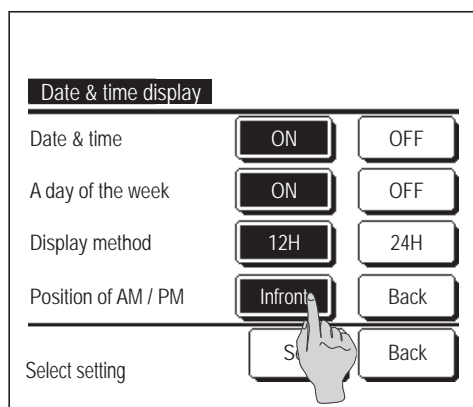 Date & time display
Date & time ON OFF
A day of the week ON OFF
Display method 12H 24H
Position of AM / PM Infront Back
Select setting Back